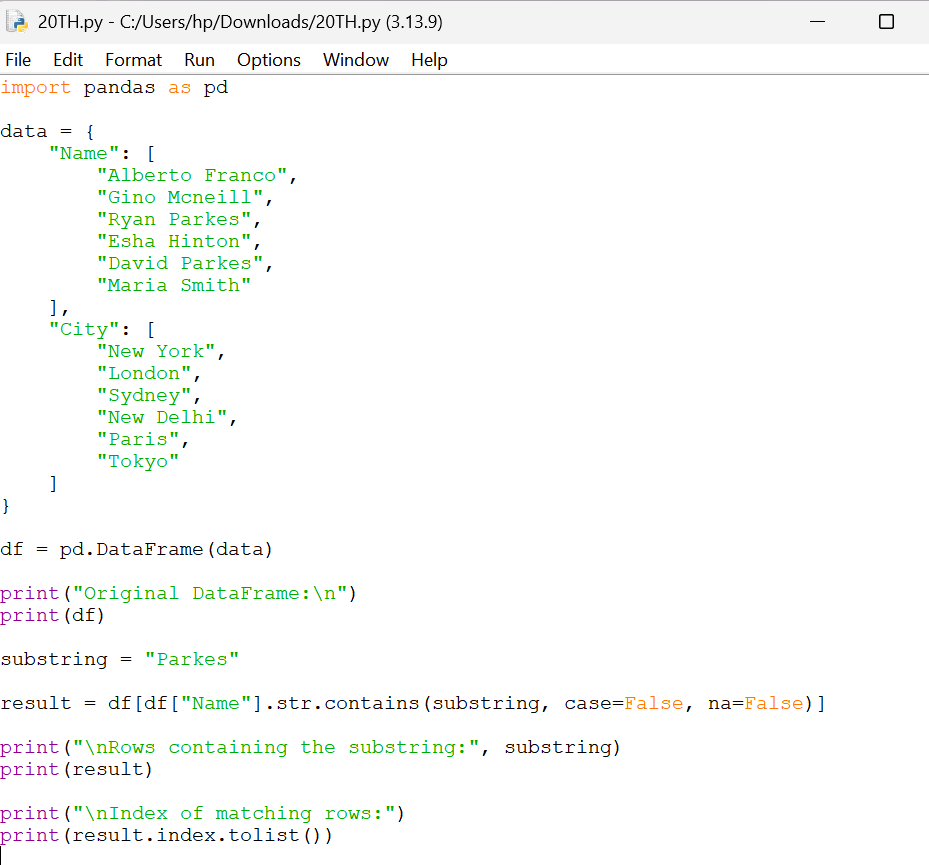 20TH.py - C:/Users/hp/Downloads/20TH.py (3.13.9)
File Edit Format Run Options Window Help
import pandas as pd

data = {
    "Name": [
        "Alberto Franco",
        "Gino Mcneill",
        "Ryan Parkes",
        "Esha Hinton",
        "David Parkes",
        "Maria Smith"
    ],
    "City": [
        "New York",
        "London",
        "Sydney",
        "New Delhi",
        "Paris",
        "Tokyo"
    ]
}

df = pd.DataFrame(data)

print("Original DataFrame:\n")
print(df)

substring = "Parkes"

result = df[df["Name"].str.contains(substring, case=False, na=False)]

print("\nRows containing the substring:", substring)
print(result)

print("\nIndex of matching rows:")
print(result.index.tolist())